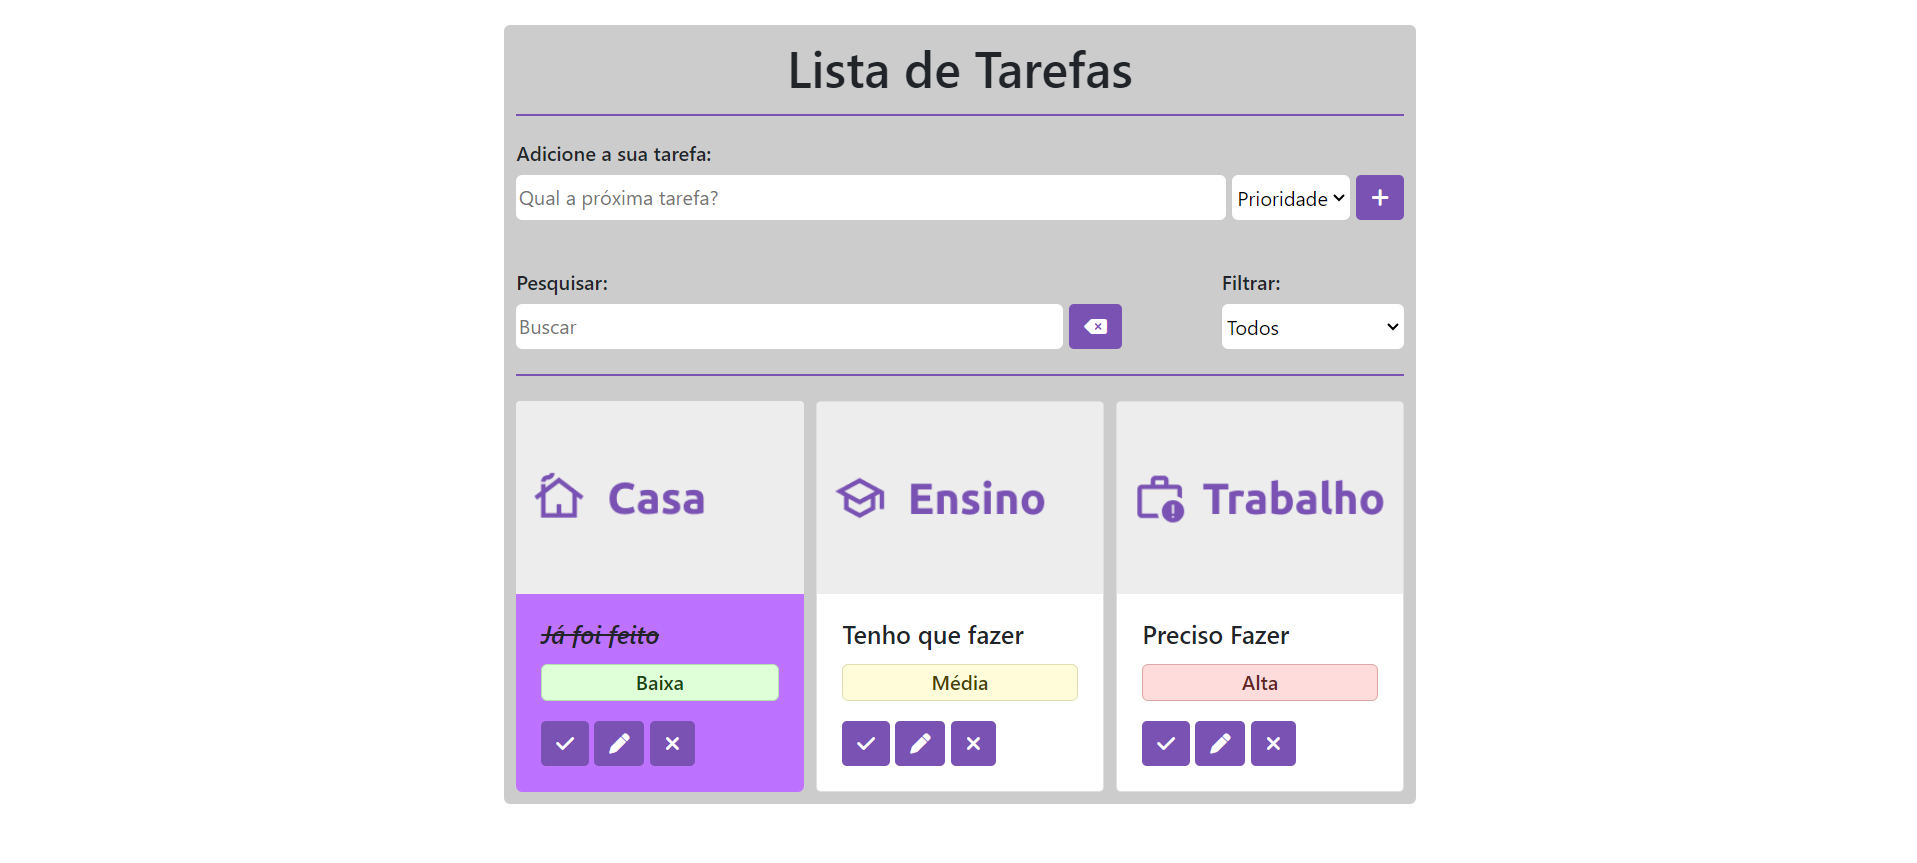 Lista de Tarefas
Adicione a sua tarefa:
Qual a próxima tarefa? Prioridade
Pesquisar: Filtrar:
Buscar Todos
Casa Ensino Trabalho
Já foi feito Tenho que fazer Preciso Fazer
Baixa Média Alta